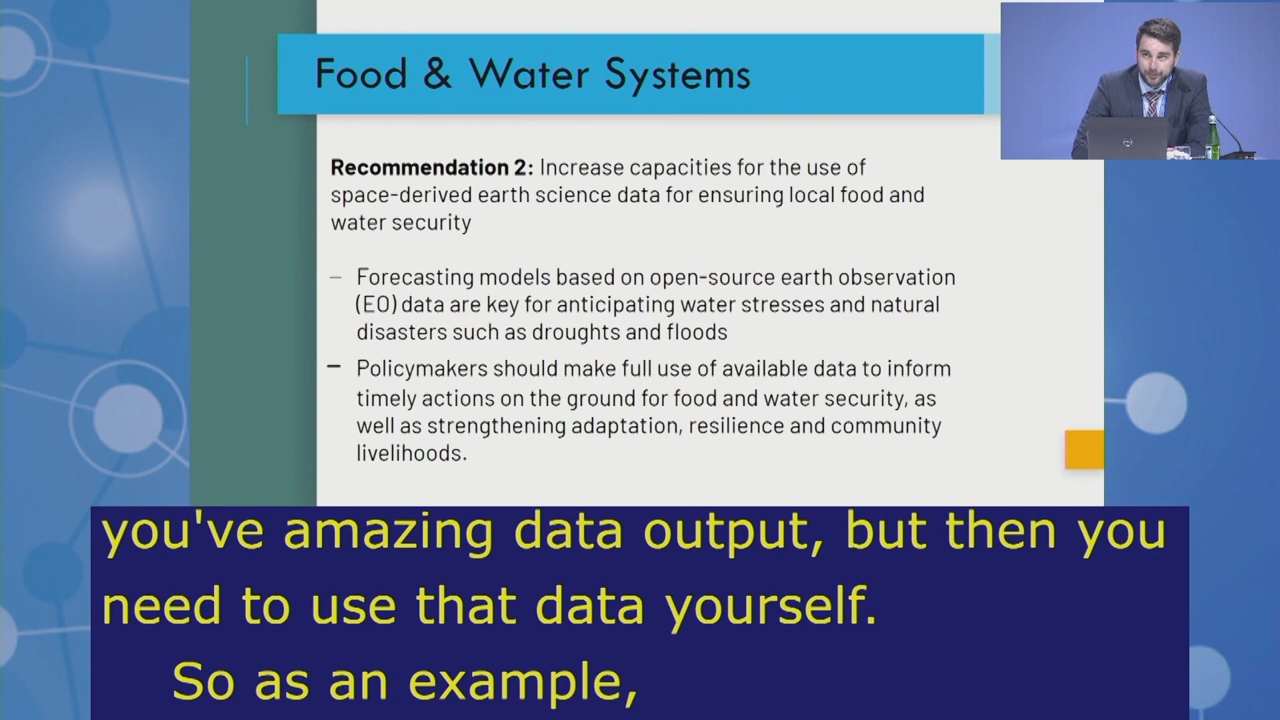 Food & Water Systems
Recommendation 2: Increase capacities for the use of
space-derived earth science data for ensuring local food and
water security
– Forecasting models based on open-source earth observation
(EO) data are key for anticipating water stresses and natural
disasters such as droughts and floods
– Policymakers should make full use of available data to inform
timely actions on the ground for food and water security, as
well as strengthening adaptation, resilience and community
livelihoods.
you've amazing data output, but then you
need to use that data yourself.
So as an example,